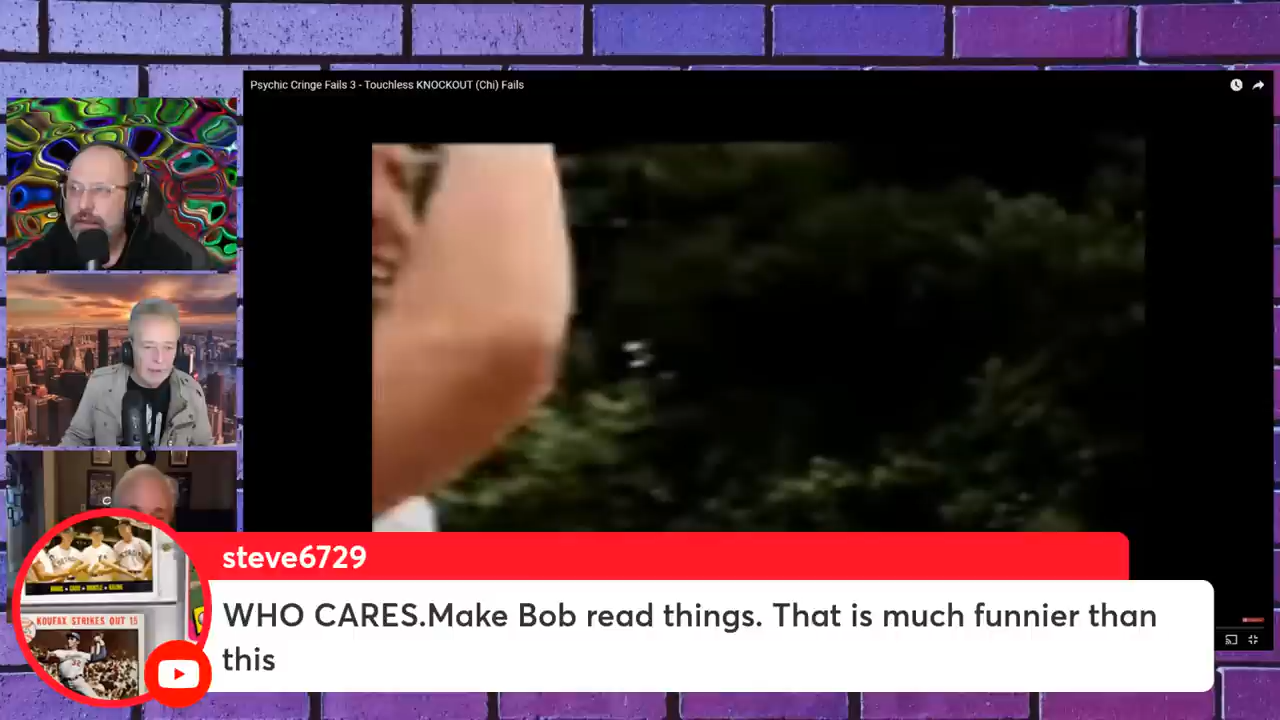 Psychic Cringe Fails 3 - Touchless KNOCKOUT (Chi) Fails
steve6729
WHO CARES.Make Bob read things. That is much funnier than
this
KOUFAX STRIKES OUT 15